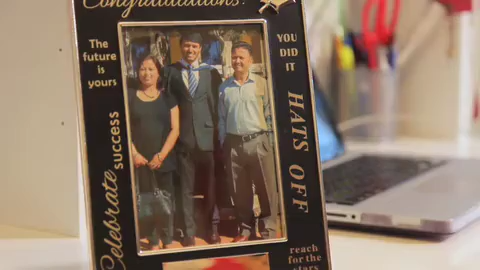 Congratulations!
The
future
is
yours
YOU
DID
IT
HATS OFF
Celebrate success
reach
for the
stars